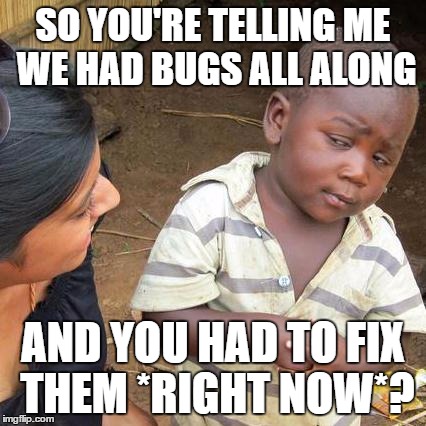 SO YOU'RE TELLING ME
WE HAD BUGS ALL ALONG
AND YOU HAD TO FIX
THEM *RIGHT NOW*?
imgflip.com